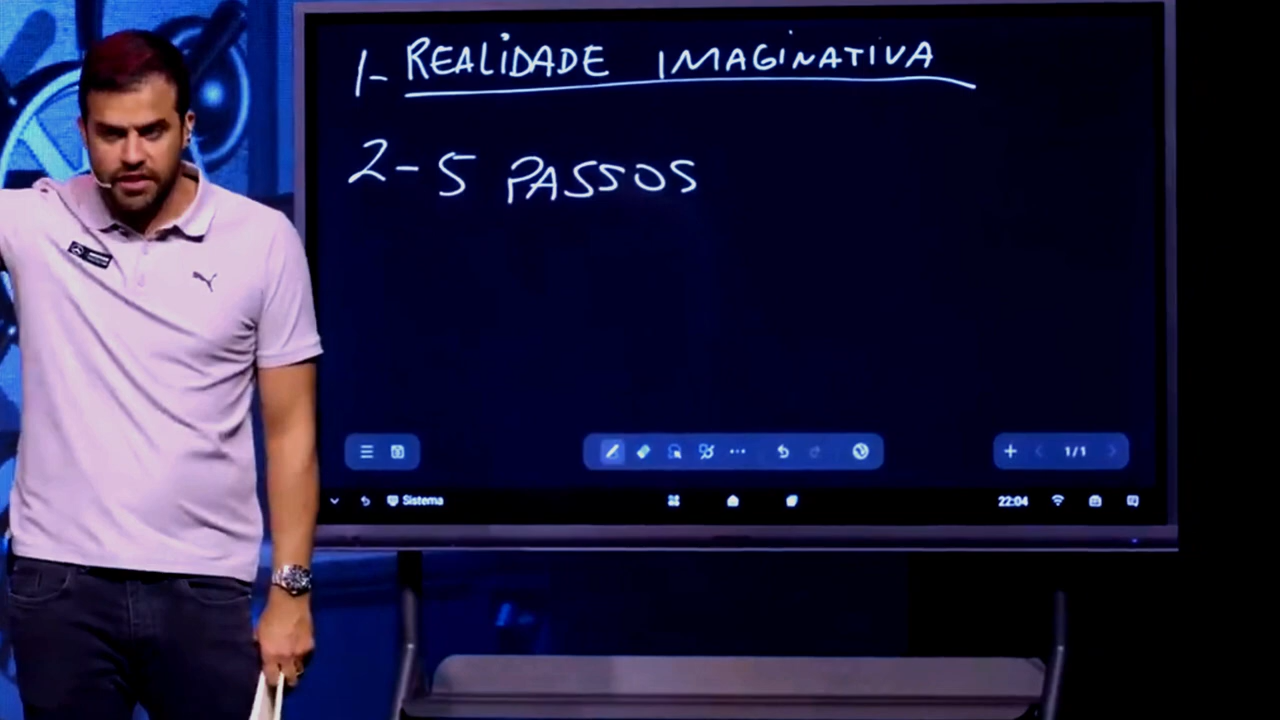 1- REALIDADE IMAGINATIVA
2-5 PASSOS
1/1
Sistema
22:04